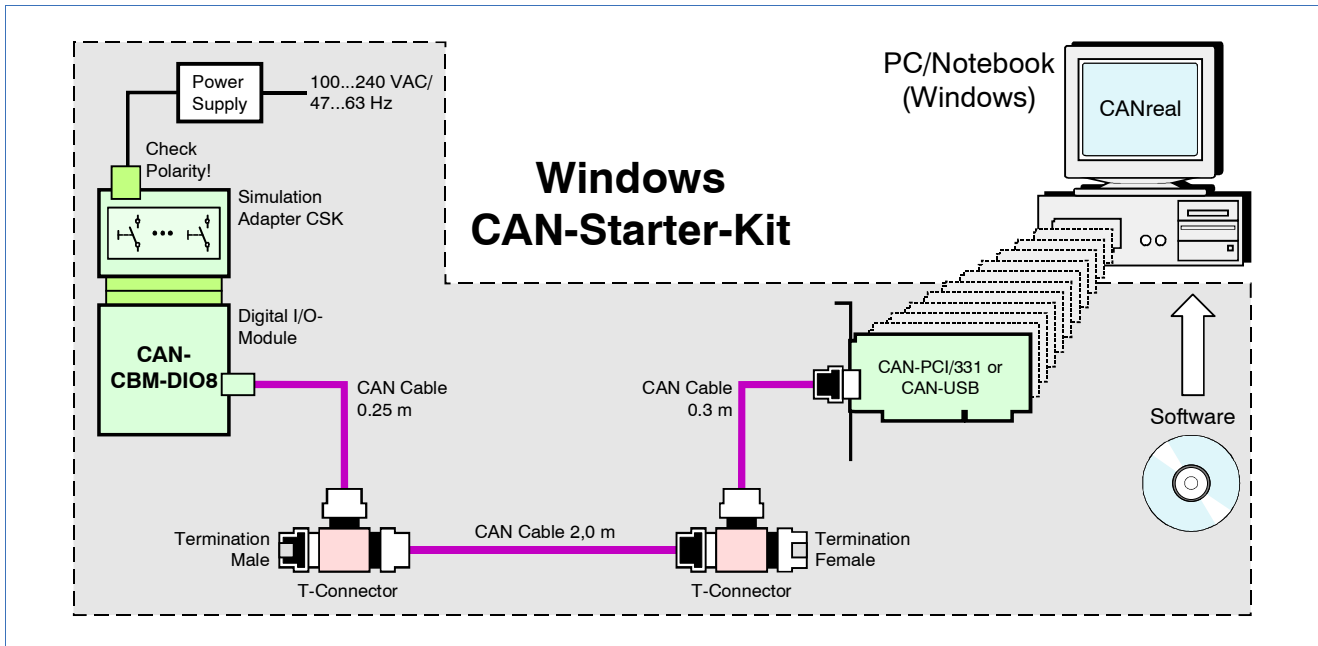 Power
Supply
100...240 VAC/
47...63 Hz
Check
Polarity!
Simulation
Adapter CSK
Digital I/O-
Module
CAN-
CBM-DIO8
Windows
CAN-Starter-Kit
PC/Notebook
(Windows)
CANreal
CAN Cable
0.25 m
CAN Cable
0.3 m
CAN-PCI/331 or
CAN-USB
Software
Termination
Male
T-Connector
CAN Cable 2,0 m
T-Connector
Termination
Female